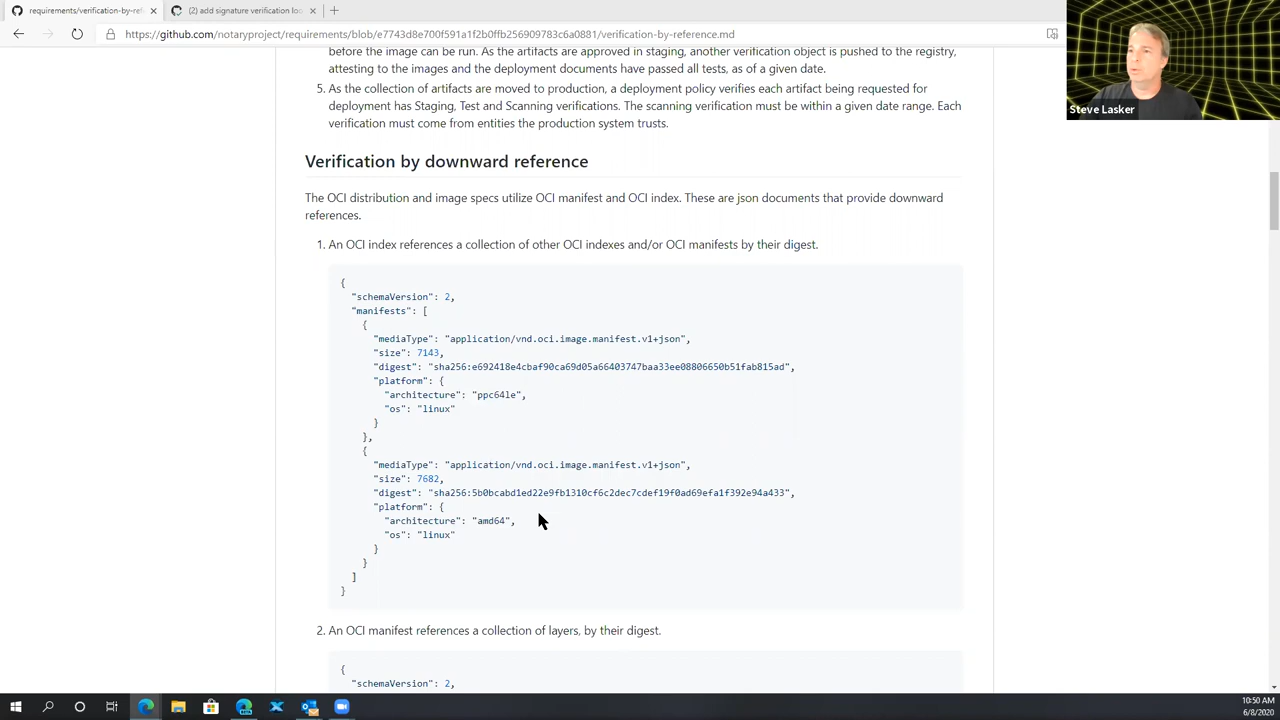 requirements/verification-by-ref
(2) add signature verification loo
https://github.com/notaryproject/requirements/blob/e7743d8e700f591a1f2b0ffb256909783c6a0881/verification-by-reference.md
Steve Lasker
before the image can be run. As the artifacts are approved in staging, another verification object is pushed to the registry,
attesting to the images and the deployment documents have passed all tests, as of a given date.
5. As the collection of artifacts are moved to production, a deployment policy verifies each artifact being requested for
deployment has Staging, Test and Scanning verifications. The scanning verification must be within a given date range. Each
verification must come from entities the production system trusts.
Verification by downward reference
The OCI distribution and image specs utilize OCI manifest and OCI index. These are json documents that provide downward
references.
1. An OCI index references a collection of other OCI indexes and/or OCI manifests by their digest.
{
"schemaVersion": 2,
"manifests": [
{
"mediaType": "application/vnd.oci.image.manifest.v1+json",
"size": 7143,
"digest": "sha256:e692418e4cbaf90ca69d05a66403747baa33ee08806650b51fab815ad",
"platform": {
"architecture": "ppc64le",
"os": "linux"
}
},
{
"mediaType": "application/vnd.oci.image.manifest.v1+json",
"size": 7682,
"digest": "sha256:5b0bcabd1ed22e9fb1310cf6c2dec7cdef19f0ad69efa1f392e94a433",
"platform": {
"architecture": "amd64",
"os": "linux"
}
}
]
}
2. An OCI manifest references a collection of layers, by their digest.
{
"schemaVersion": 2,
10:50 AM
6/8/2020